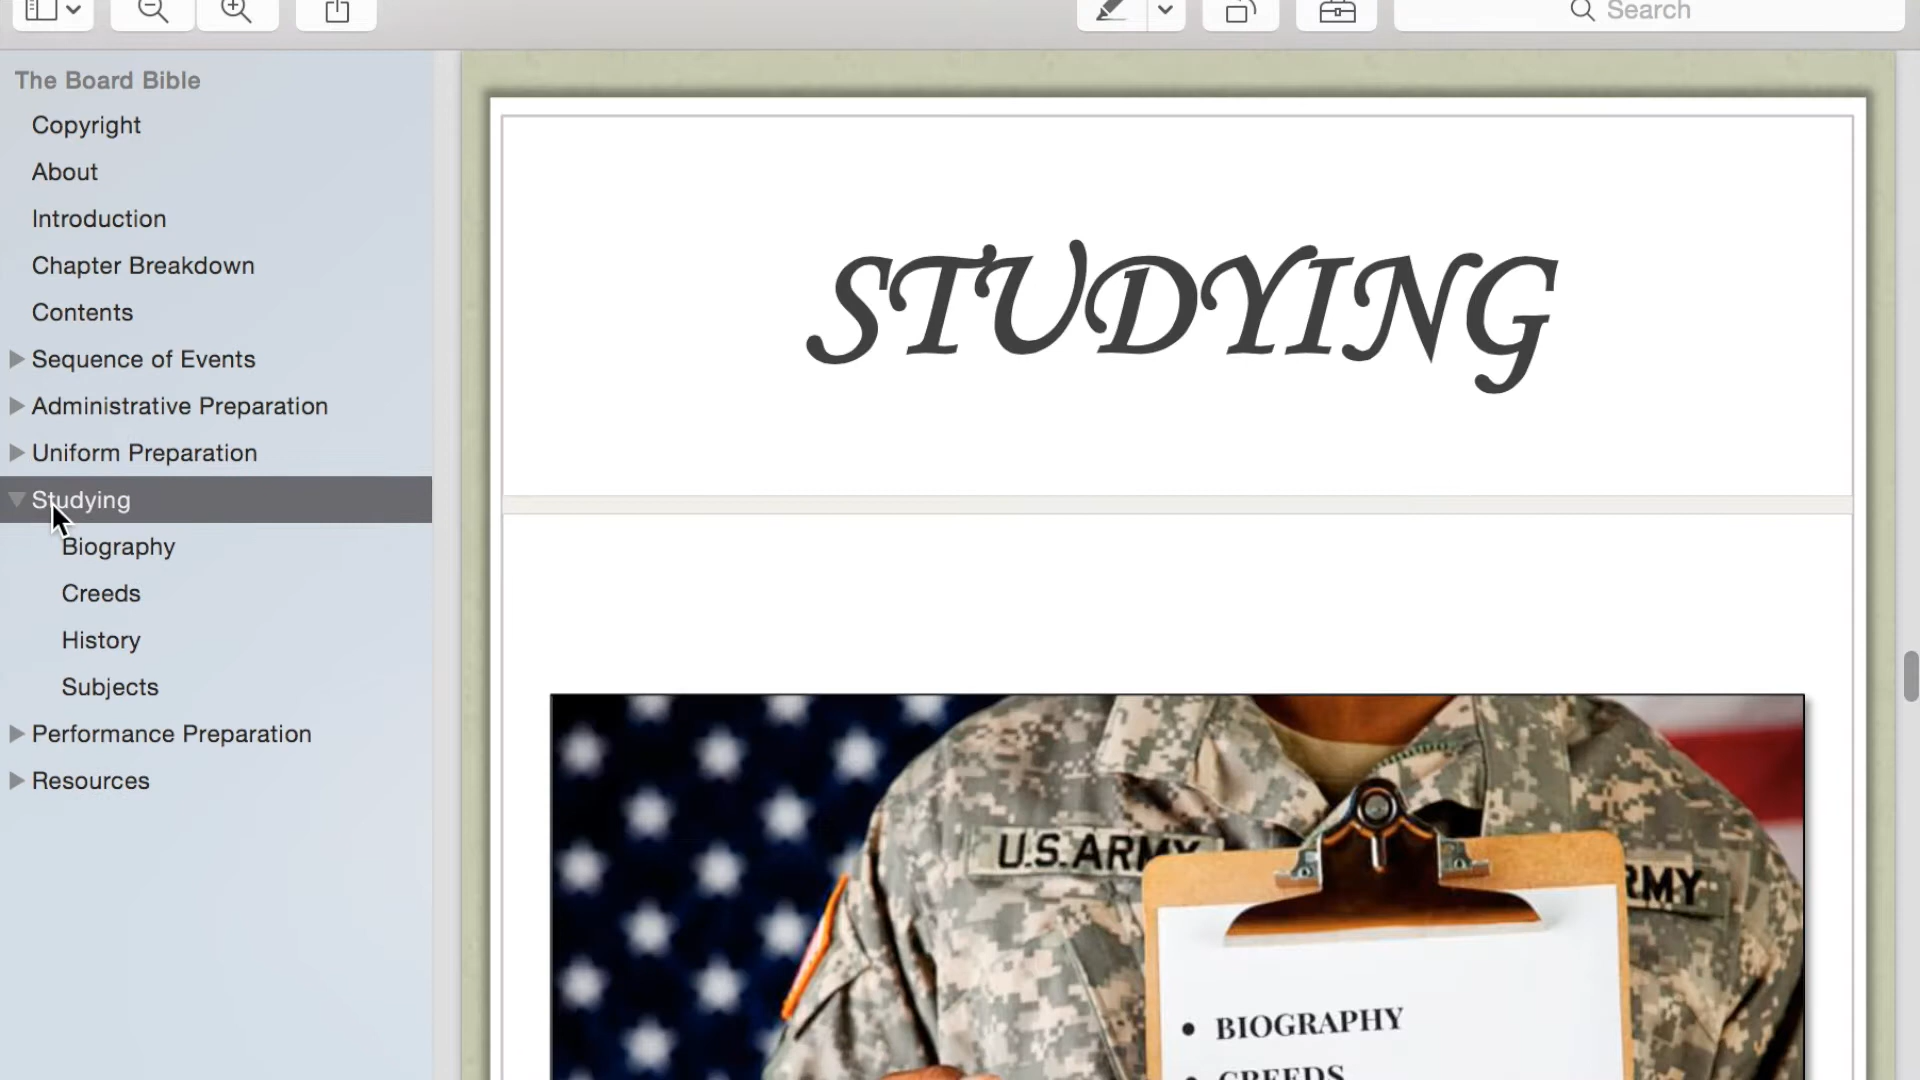 Search
The Board Bible
Copyright
About
Introduction
Chapter Breakdown
Contents
Sequence of Events
Administrative Preparation
Uniform Preparation
Studying
Biography
Creeds
History
Subjects
Performance Preparation
Resources
STUDYING
U.S. ARMY
RMY
• BIOGRAPHY
• CREEDS